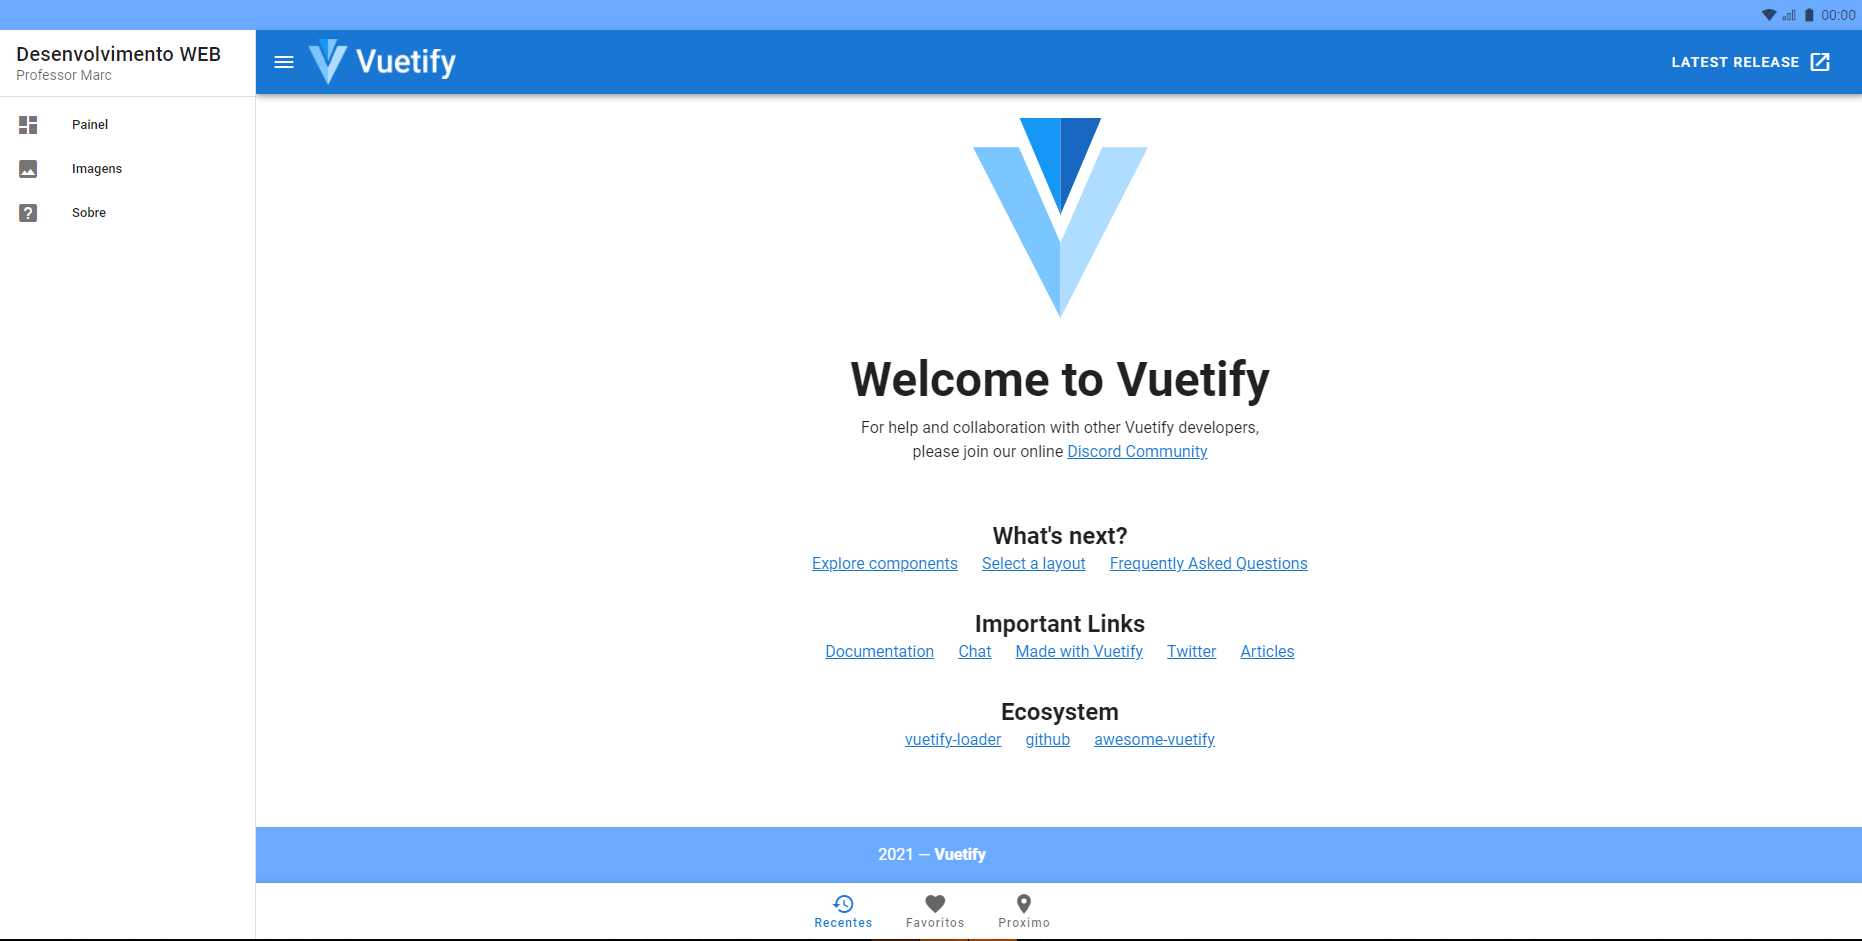 00:00
Desenvolvimento WEB
Professor Marc
Painel
Imagens
Sobre
Vuetify
LATEST RELEASE
Welcome to Vuetify
For help and collaboration with other Vuetify developers,
please join our online Discord Community
What's next?
Explore components Select a layout Frequently Asked Questions
Important Links
Documentation Chat Made with Vuetify Twitter Articles
Ecosystem
vuetify-loader github awesome-vuetify
2021 — Vuetify
Recentes Favoritos Proximo